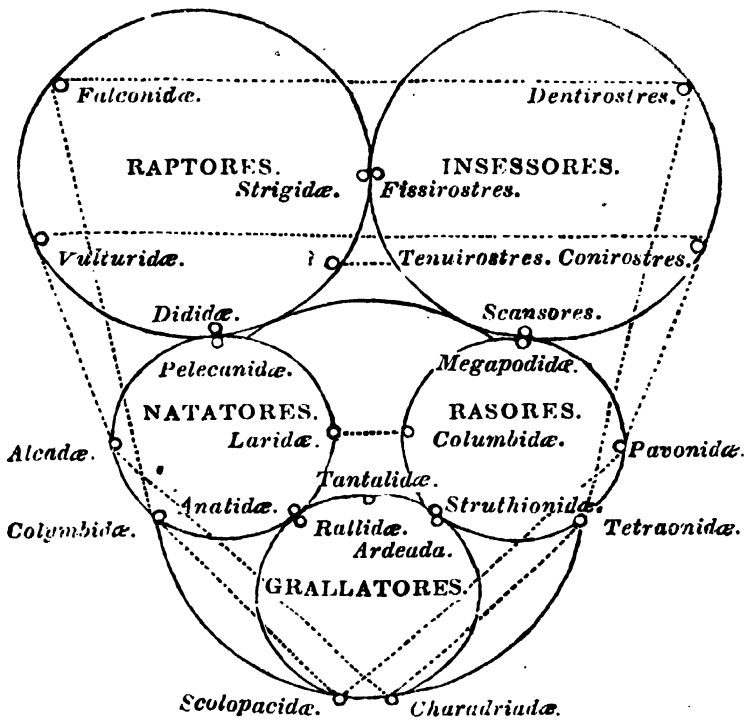 Falconidæ. Dentirostres.
RAPTORES. INSESSORES.
Strigidæ. Fissirostres.
Vulturidæ. ? Tenuirostres. Conirostres.
Dididæ. Scansores.
Pelecanidæ. Megapodidæ.
NATATORES. RASORES.
Alcadæ. Laridæ. Columbidæ. Pavonidæ.
Tantalidæ.
Anatidæ. Struthionidæ.
Colymbidæ. Rallidæ. Tetraonidæ.
Ardeada.
GRALLATORES.
Scolopacidæ. Charadriadæ.